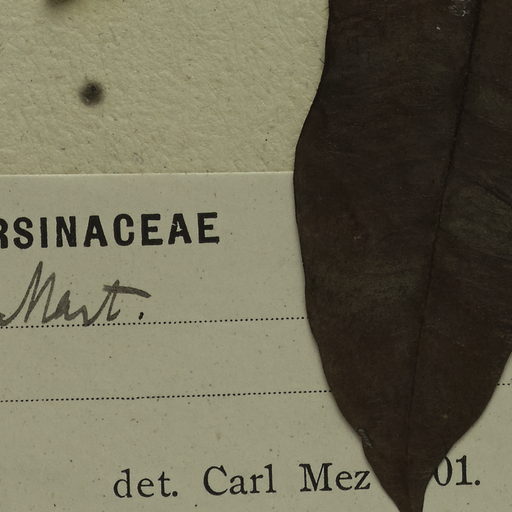 RSINACEAE
Mart.
det. Carl Mez 01.